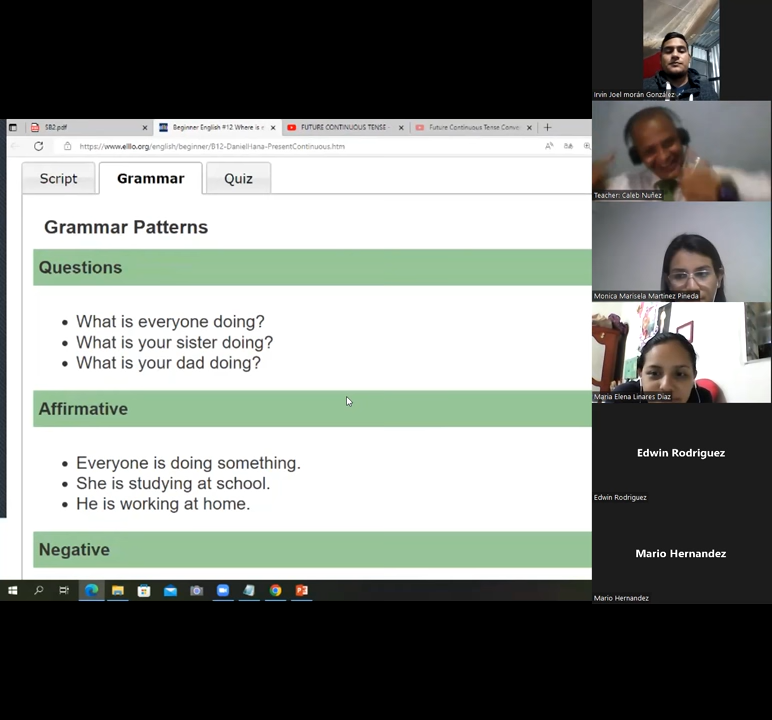 SB2.pdf
Beginner English #12 Where is e
FUTURE CONTINUOUS TENSE -
Future Continuous Tense Conve
https://www.elllo.org/english/beginner/B12-DanielHana-PresentContinuous.htm
Script
Grammar
Quiz
Grammar Patterns
Questions
• What is everyone doing?
• What is your sister doing?
• What is your dad doing?
Affirmative
• Everyone is doing something.
• She is studying at school.
• He is working at home.
Negative
Irvin Joel morán González
Teacher: Caleb Nuñez
Monica Marisela Martinez Pineda
Maria Elena Linares Diaz
Edwin Rodriguez
Edwin Rodriguez
Mario Hernandez
Mario Hernandez